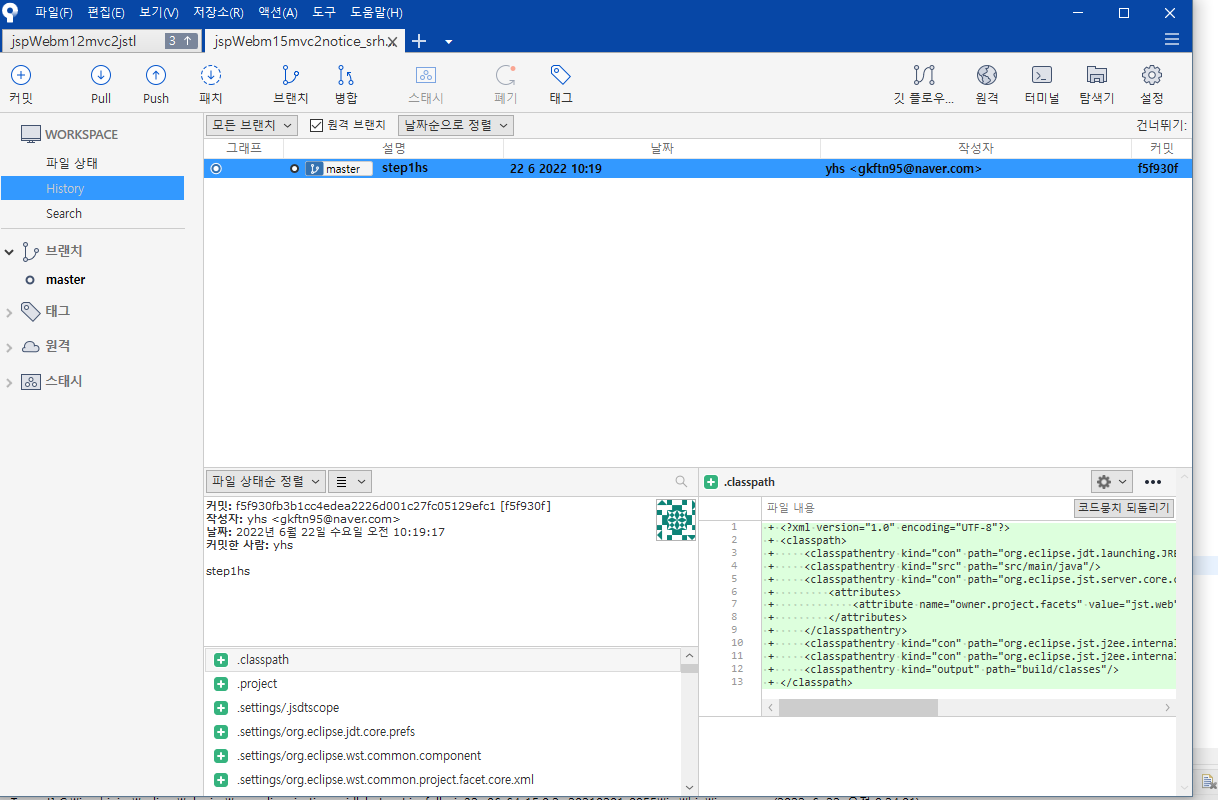 파일(F) 편집(E) 보기(V) 저장소(R) 액션(A) 도구 도움말(H)
jspWebm12mvc2jstl 3 ↑ jspWebm15mvc2notice_srh
커밋 Pull Push 패치 브랜치 병합 스태시 폐기 태그 깃 플로우... 원격 터미널 탐색기 설정
WORKSPACE
파일 상태
History
Search
브랜치
master
태그
원격
스태시
모든 브랜치 원격 브랜치 날짜순으로 정렬 건너뛰기:
그래프 설명 날짜 작성자 커밋
master step1hs 22 6 2022 10:19 yhs <gkftn95@naver.com> f5f930f
파일 상태순 정렬
커밋: f5f930fb3b1cc4edea2226d001c27fc05129efc1 [f5f930f]
작성자: yhs <gkftn95@naver.com>
날짜: 2022년 6월 22일 수요일 오전 10:19:17
커밋한 사람: yhs
step1hs
.classpath
.project
.settings/.jsdtscope
.settings/org.eclipse.jdt.core.prefs
.settings/org.eclipse.wst.common.component
.settings/org.eclipse.wst.common.project.facet.core.xml
.classpath
파일 내용 코드뭉치 되돌리기
1 + <?xml version="1.0" encoding="UTF-8"?>
2 + <classpath>
3 + <classpathentry kind="con" path="org.eclipse.jdt.launching.JRE
4 + <classpathentry kind="src" path="src/main/java"/>
5 + <classpathentry kind="con" path="org.eclipse.jst.server.core.c
6 + <attributes>
7 + <attribute name="owner.project.facets" value="jst.web"
8 + </attributes>
9 + </classpathentry>
10 + <classpathentry kind="con" path="org.eclipse.jst.j2ee.internal
11 + <classpathentry kind="con" path="org.eclipse.jst.j2ee.internal
12 + <classpathentry kind="output" path="build/classes"/>
13 + </classpath>